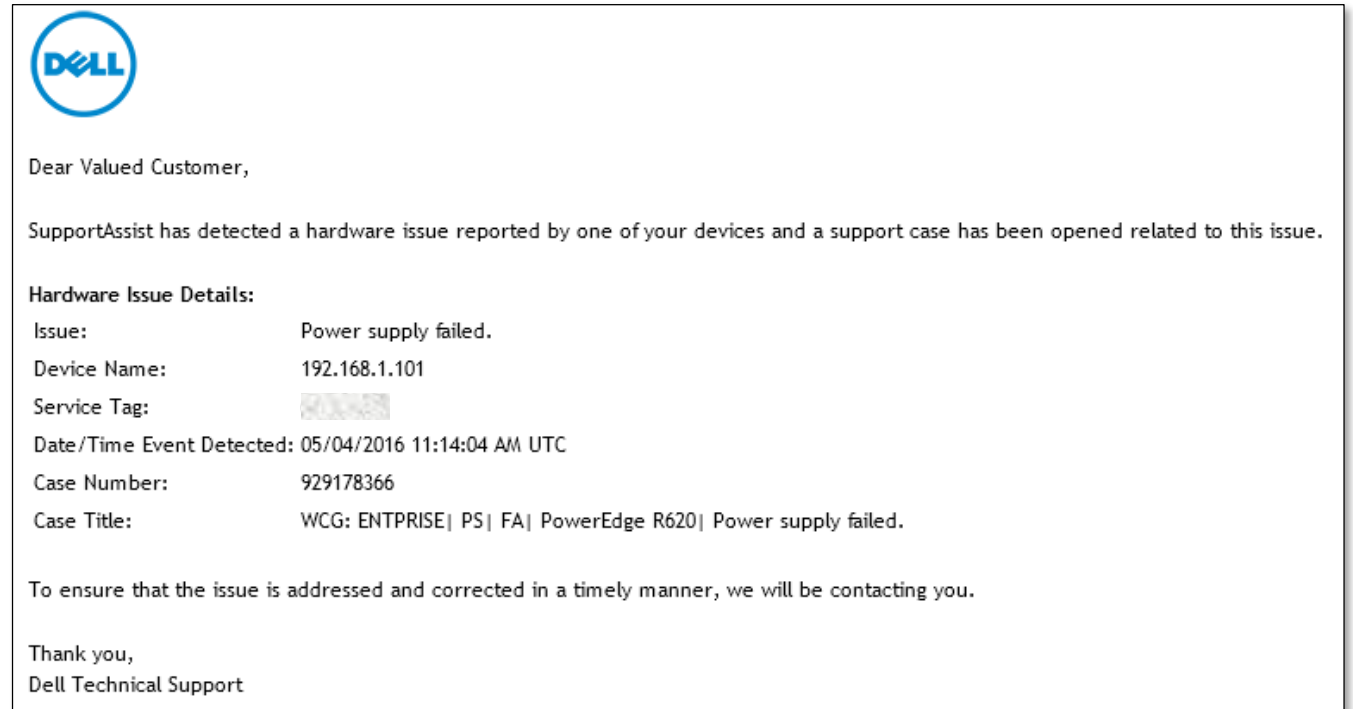 DELL
Dear Valued Customer,
SupportAssist has detected a hardware issue reported by one of your devices and a support case has been opened related to this issue.
Hardware Issue Details:
Issue: Power supply failed.
Device Name: 192.168.1.101
Service Tag:
Date/Time Event Detected: 05/04/2016 11:14:04 AM UTC
Case Number: 929178366
Case Title: WCG: ENTPRISE| PS| FA| PowerEdge R620| Power supply failed.
To ensure that the issue is addressed and corrected in a timely manner, we will be contacting you.
Thank you,
Dell Technical Support